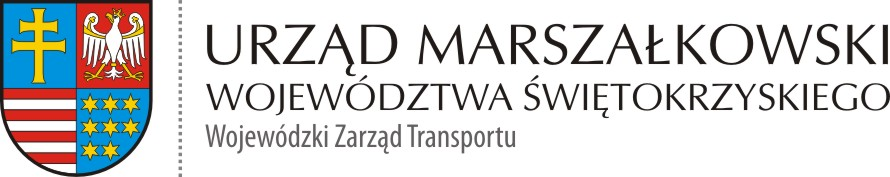 URZĄD MARSZAŁKOWSKI
WOJEWÓDZTWA ŚWIĘTOKRZYSKIEGO
Wojewódzki Zarząd Transportu